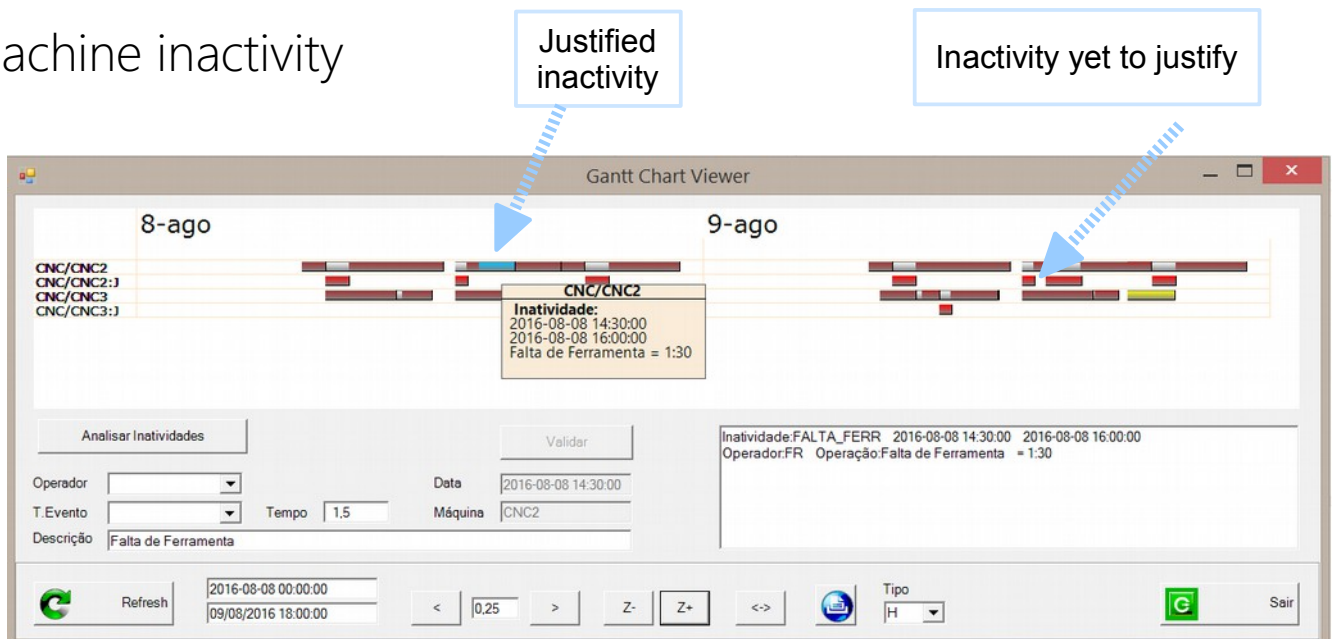 achine inactivity
Justified
inactivity
Inactivity yet to justify
Gantt Chart Viewer
8-ago
9-ago
CNC/CNC2
CNC/CNC2:J
CNC/CNC3
CNC/CNC3:J
CNC/CNC2
Inatividade:
2016-08-08 14:30:00
2016-08-08 16:00:00
Falta de Ferramenta = 1:30
Analisar Inatividades
Validar
Inatividade:FALTA_FERR 2016-08-08 14:30:00 2016-08-08 16:00:00
Operador:FR Operação:Falta de Ferramenta = 1:30
Operador
Data 2016-08-08 14:30:00
T.Evento
Tempo 1,5
Máquina CNC2
Descrição Falta de Ferramenta
Refresh
2016-08-08 00:00:00
09/08/2016 18:00:00
< 0,25 > Z- Z+ <->
Tipo
H
Sair